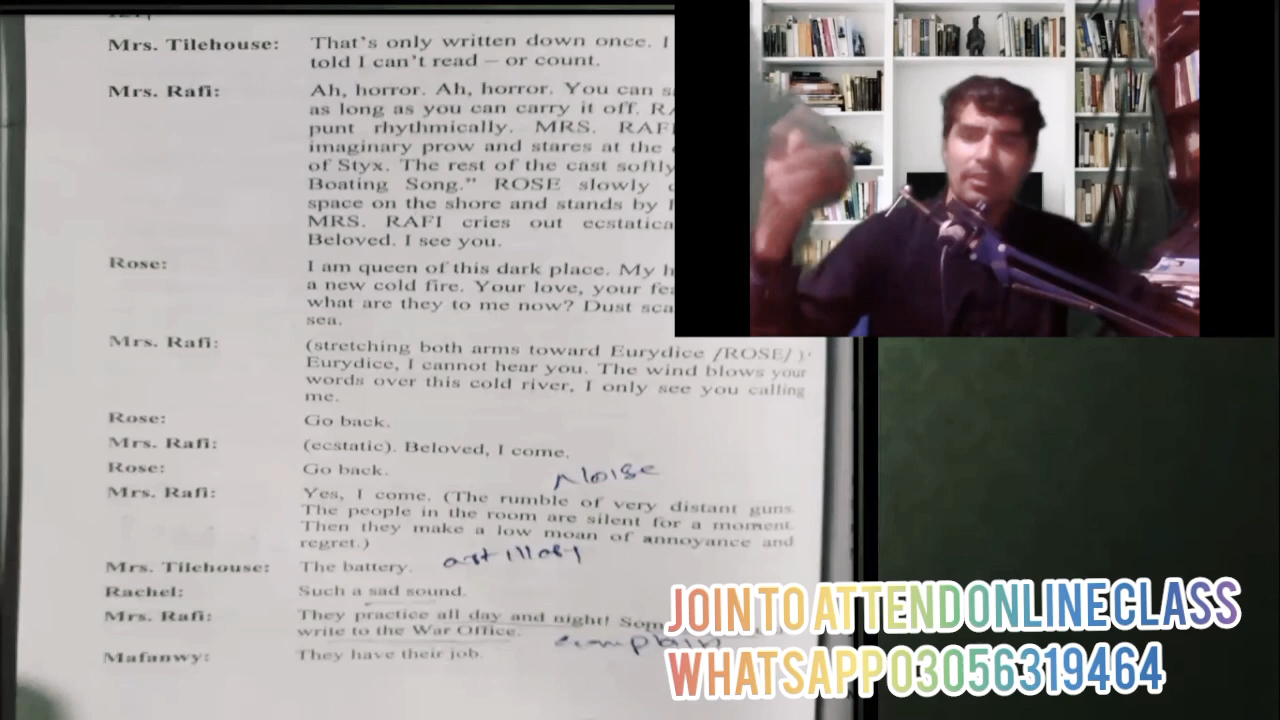 Mrs. Tilehouse: That's only written down once. I
told I can't read – or count.
Mrs. Rafi: Ah, horror. Ah, horror. You can
as long as you can carry it off.
punt rhythmically. MRS. RAFI
imaginary prow and stares at the
of Styx. The rest of the cast softly
Boating Song." ROSE slowly
space on the shore and stands by
MRS. RAFI cries out
Beloved. I see you.
Rose: I am queen of this dark place. My
a new cold fire. Your love, your
what are they to me now? Dust
sea.
Mrs. Rafi: (stretching both arms toward Eurydice /ROSE/ ).
Eurydice, I cannot hear you. The wind blows your
words over this cold river, I only see you calling
me.
Rose: Go back.
Mrs. Rafi: (ecstatic). Beloved, I come.
Rose: Go back.
Noise
Mrs. Rafi: Yes, I come. (The rumble of very distant guns.
The people in the room are silent for a moment.
Then they make a low moan of annoyance and
regret.)
Mrs. Tilehouse: The battery.
artillary
Rachel: Such a sad sound.
Mrs. Rafi: They practice all day and night!
write to the War Office.
complain
Mafanwy: They have their job.
JOIN TO ATTEND ONLINE CLASS
WHATSAPP 03056319464